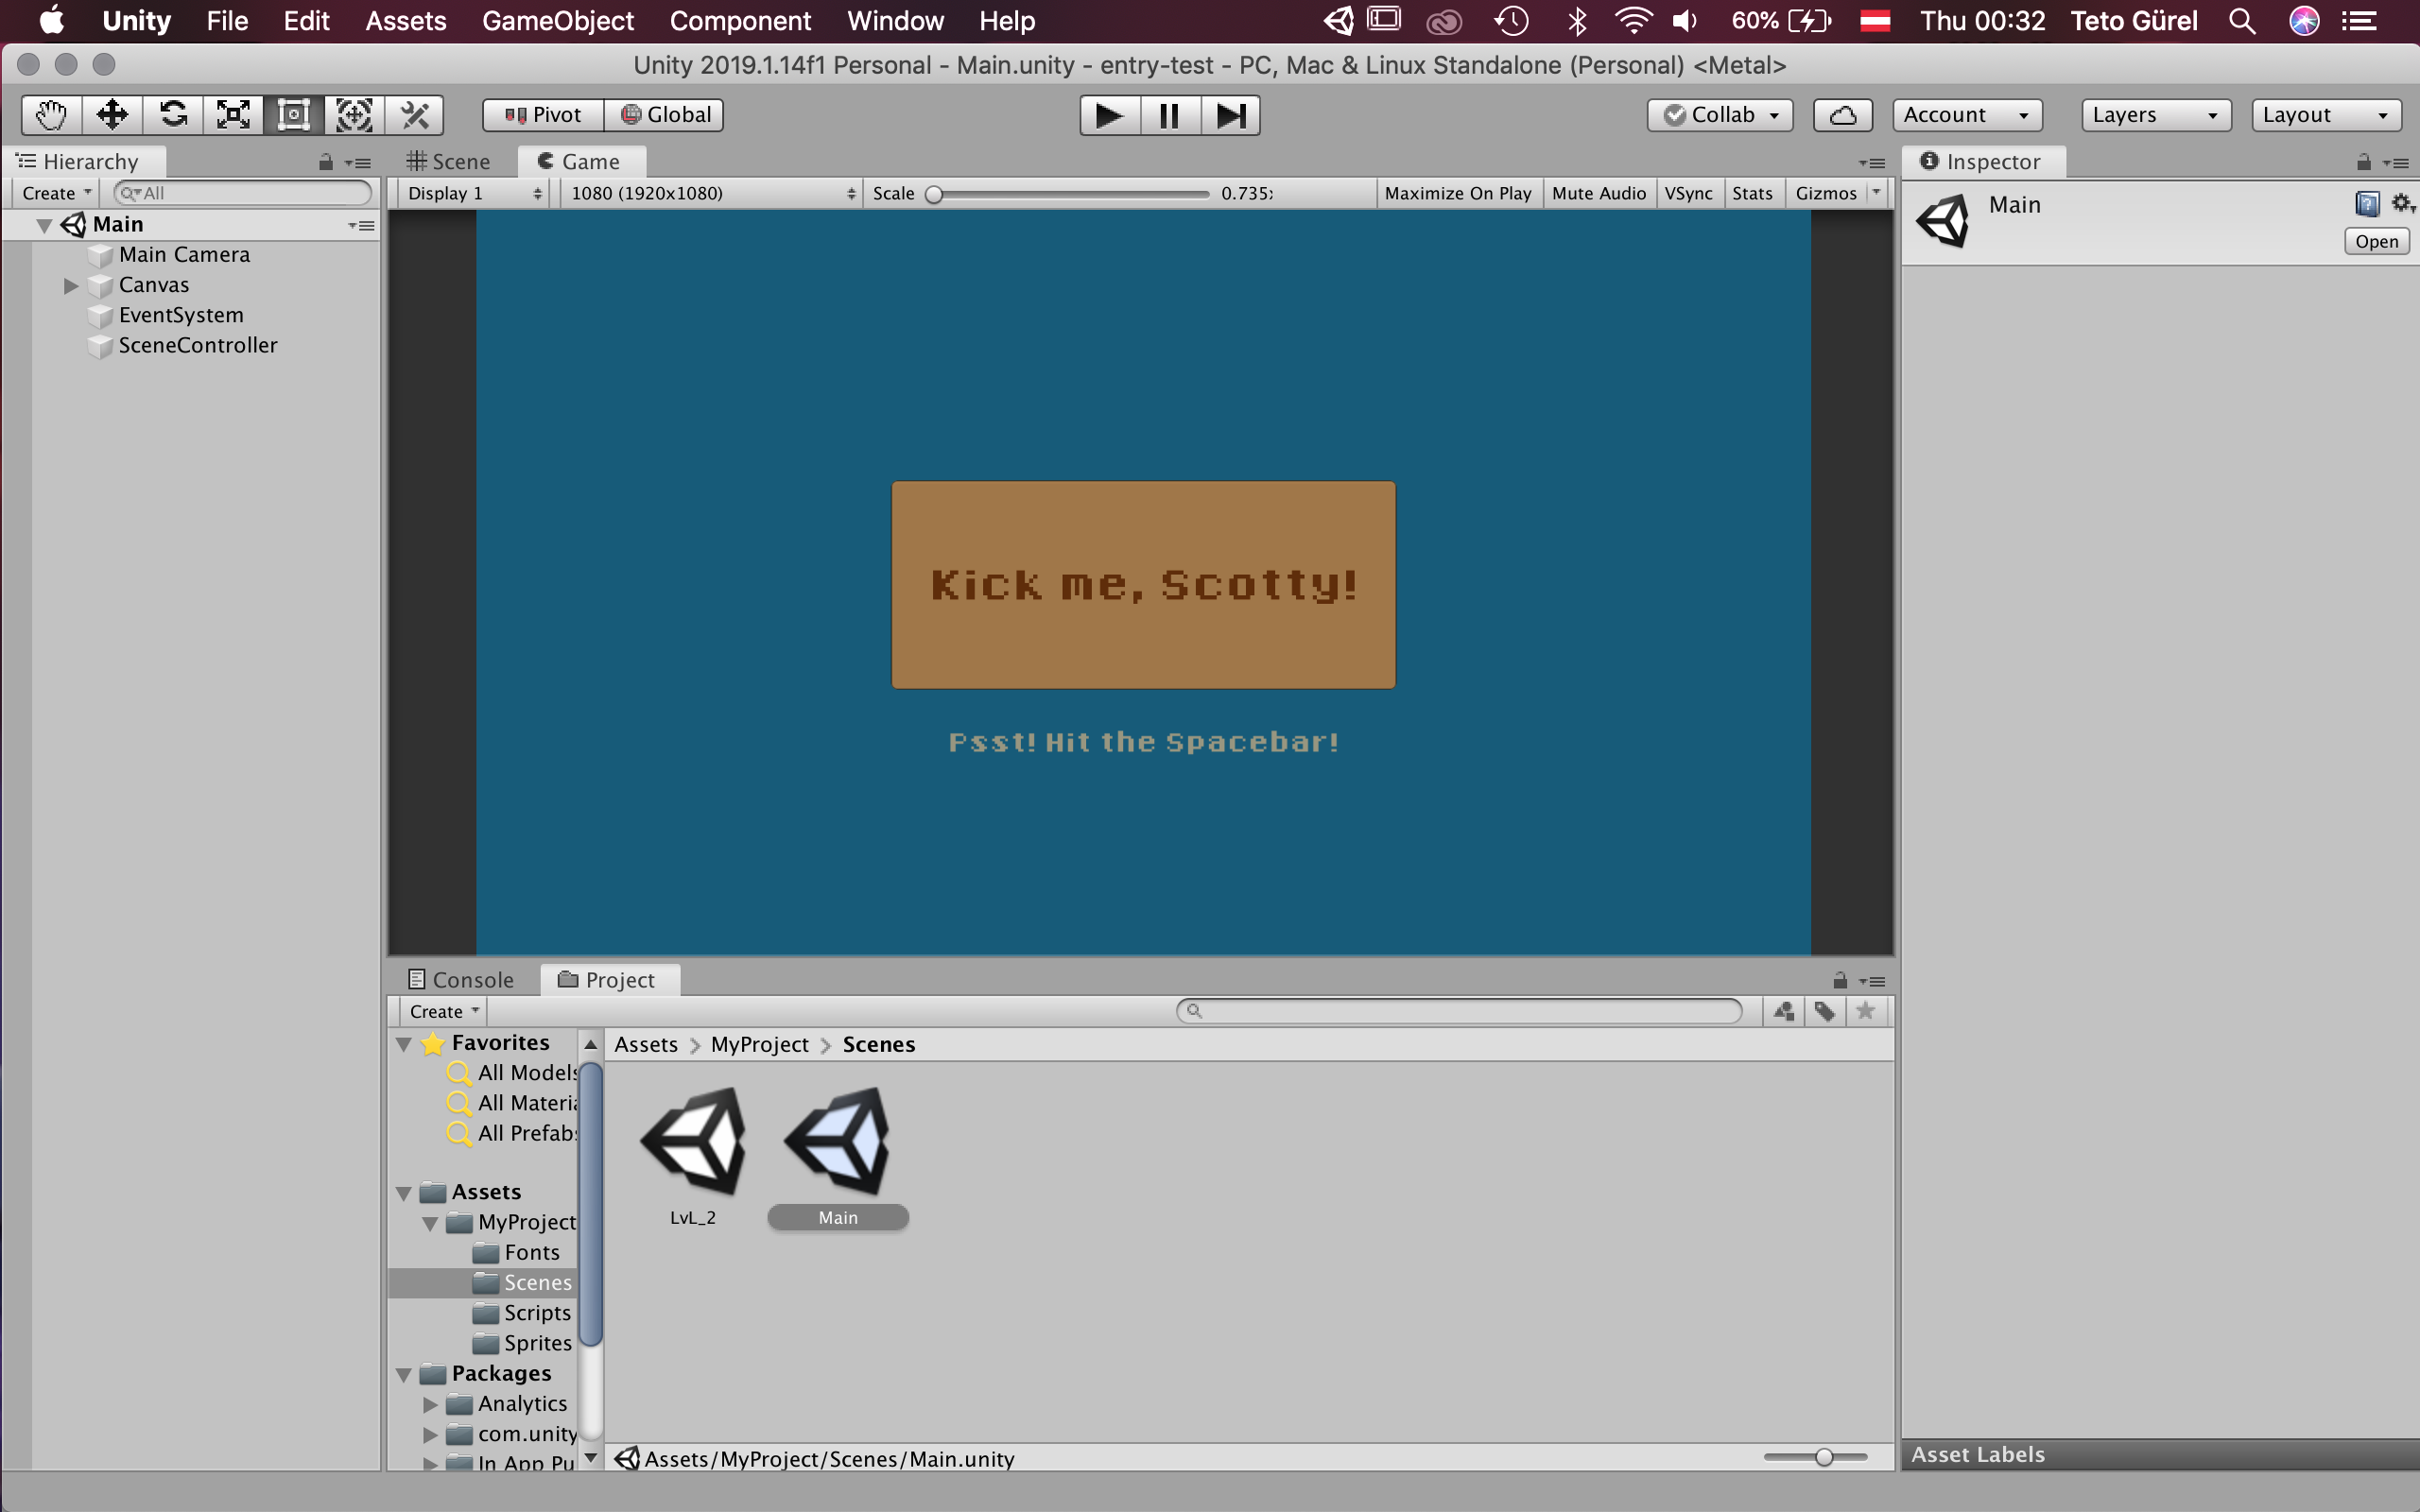 Unity File Edit Assets GameObject Component Window Help 60% Thu 00:32 Teto Gürel
Unity 2019.1.14f1 Personal - Main.unity - entry-test - PC, Mac & Linux Standalone (Personal) <Metal>
Pivot Global Collab Account Layers Layout
Hierarchy Scene Game Inspector
Create All Display 1 1080 (1920x1080) Scale 0.735x Maximize On Play Mute Audio VSync Stats Gizmos
Main
Main Camera
Canvas
EventSystem
SceneController
Main
Open
Kick me, Scotty!
Psst! Hit the Spacebar!
Console Project
Create
Favorites
All Models
All Materia
All Prefabs
Assets
MyProject
Fonts
Scenes
Scripts
Sprites
Packages
Analytics
com.unity
In App Pu
Assets > MyProject > Scenes
LvL_2 Main
Assets/MyProject/Scenes/Main.unity
Asset Labels